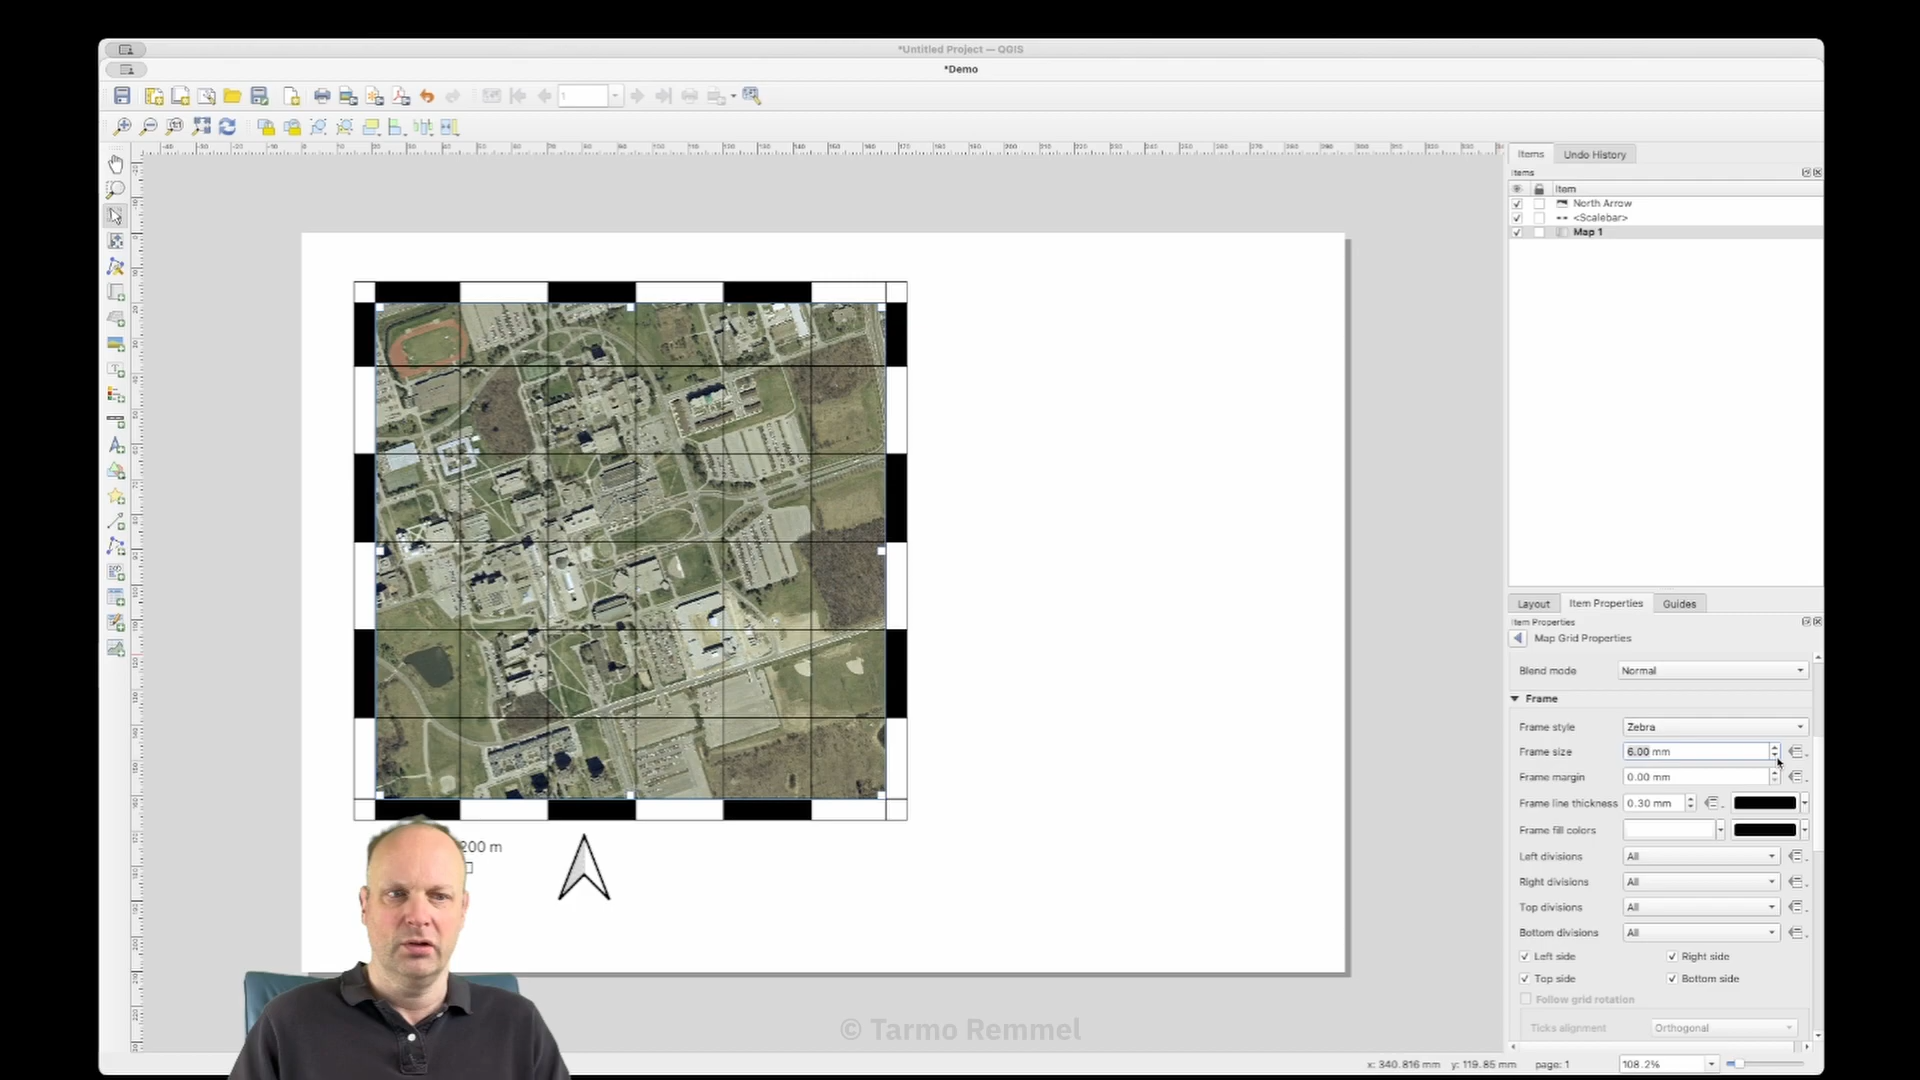 *Untitled Project — QGIS
*Demo
1
Items
Undo History
Items
Item
North Arrow
<Scalebar>
Map 1
Layout
Item Properties
Guides
Item Properties
Map Grid Properties
Blend mode
Normal
Frame
Frame style
Zebra
Frame size
6.00 mm
Frame margin
0.00 mm
Frame line thickness
0.30 mm
Frame fill colors
Left divisions
All
Right divisions
All
Top divisions
All
Bottom divisions
All
Left side
Right side
Top side
Bottom side
Follow grid rotation
Ticks alignment
Orthogonal
200 m
© Tarmo Remmel
x: 340.816 mm y: 119.85 mm page: 1
108.2%